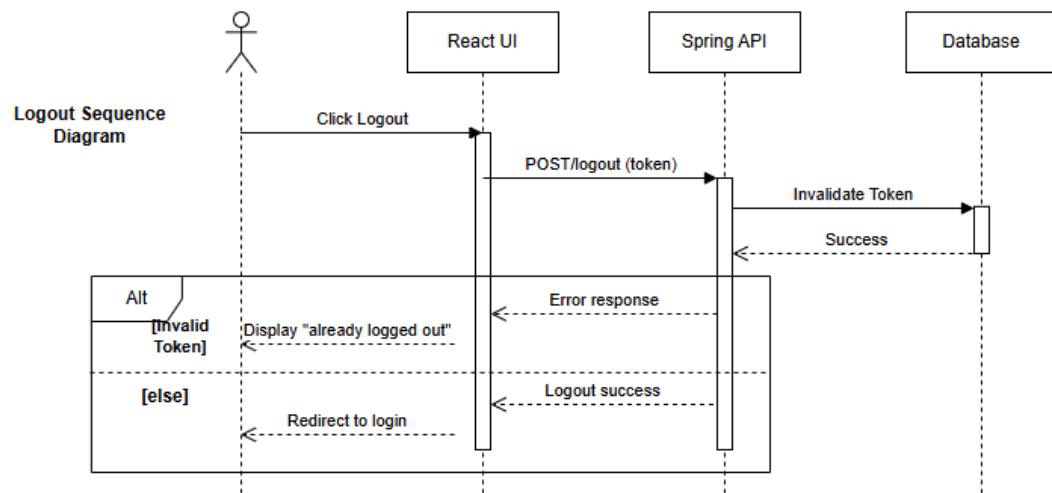 React UI
Spring API
Database
Logout Sequence
Diagram
Click Logout
POST/logout (token)
Invalidate Token
Success
Alt
Error response
[Invalid
Token]
Display "already logged out"
[else]
Logout success
Redirect to login